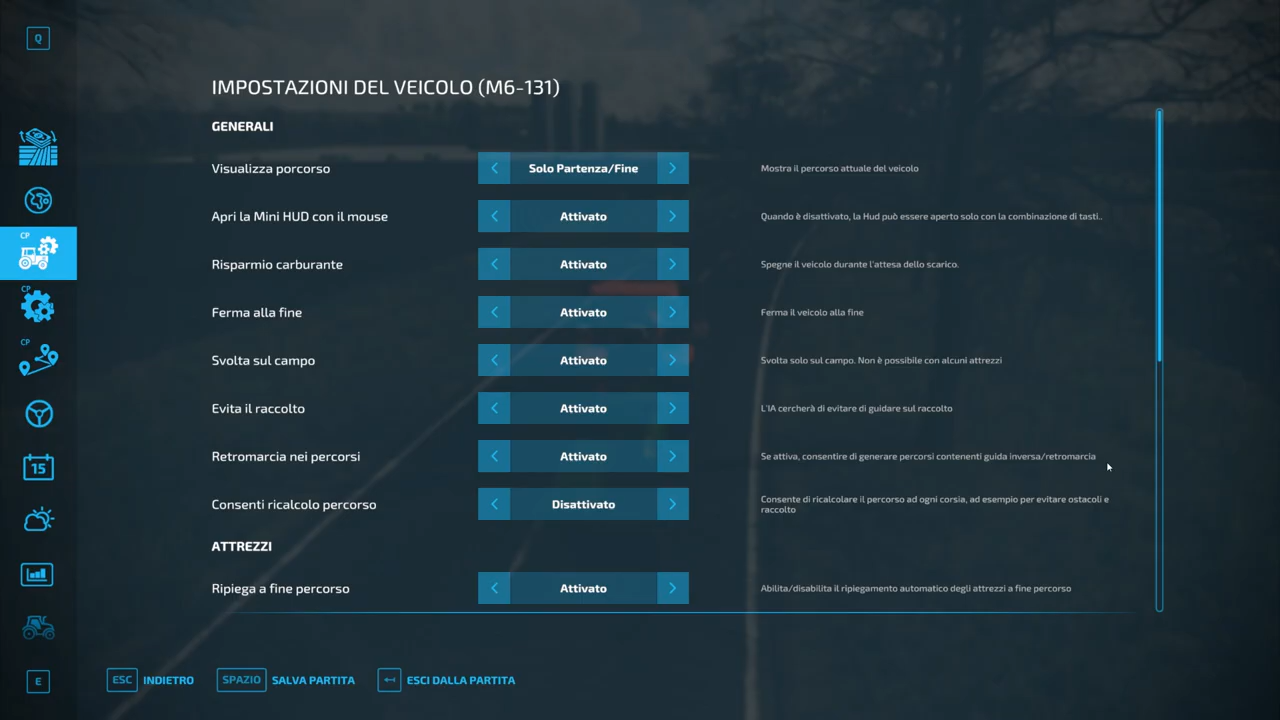 Q
IMPOSTAZIONI DEL VEICOLO (M6-131)
GENERALI
Visualizza porcorso
Solo Partenza/Fine
Mostra il percorso attuale del veicolo
Apri la Mini HUD con il mouse
Attivato
Quando è disattivato, la Hud può essere aperto solo con la combinazione di tasti..
Risparmio carburante
Attivato
Spegne il veicolo durante l'attesa dello scarico.
CP
Ferma alla fine
Attivato
Ferma il veicolo alla fine
CP
Svolta sul campo
Attivato
Svolta solo sul campo. Non è possibile con alcuni attrezzi
CP
Evita il raccolto
Attivato
L'IA cercherà di evitare di guidare sul raccolto
Retromarcia nei percorsi
Attivato
Se attiva, consentire di generare percorsi contenenti guida inversa/retromarcia
15
Consenti ricalcolo percorso
Disattivato
Consente di ricalcolare il percorso ad ogni corsia, ad esempio per evitare ostacoli e
raccolto
ATTREZZI
Ripiega a fine percorso
Attivato
Abilita/disabilita il ripiegamento automatico degli attrezzi a fine percorso
E
ESC INDIETRO
SPAZIO SALVA PARTITA
ESCI DALLA PARTITA